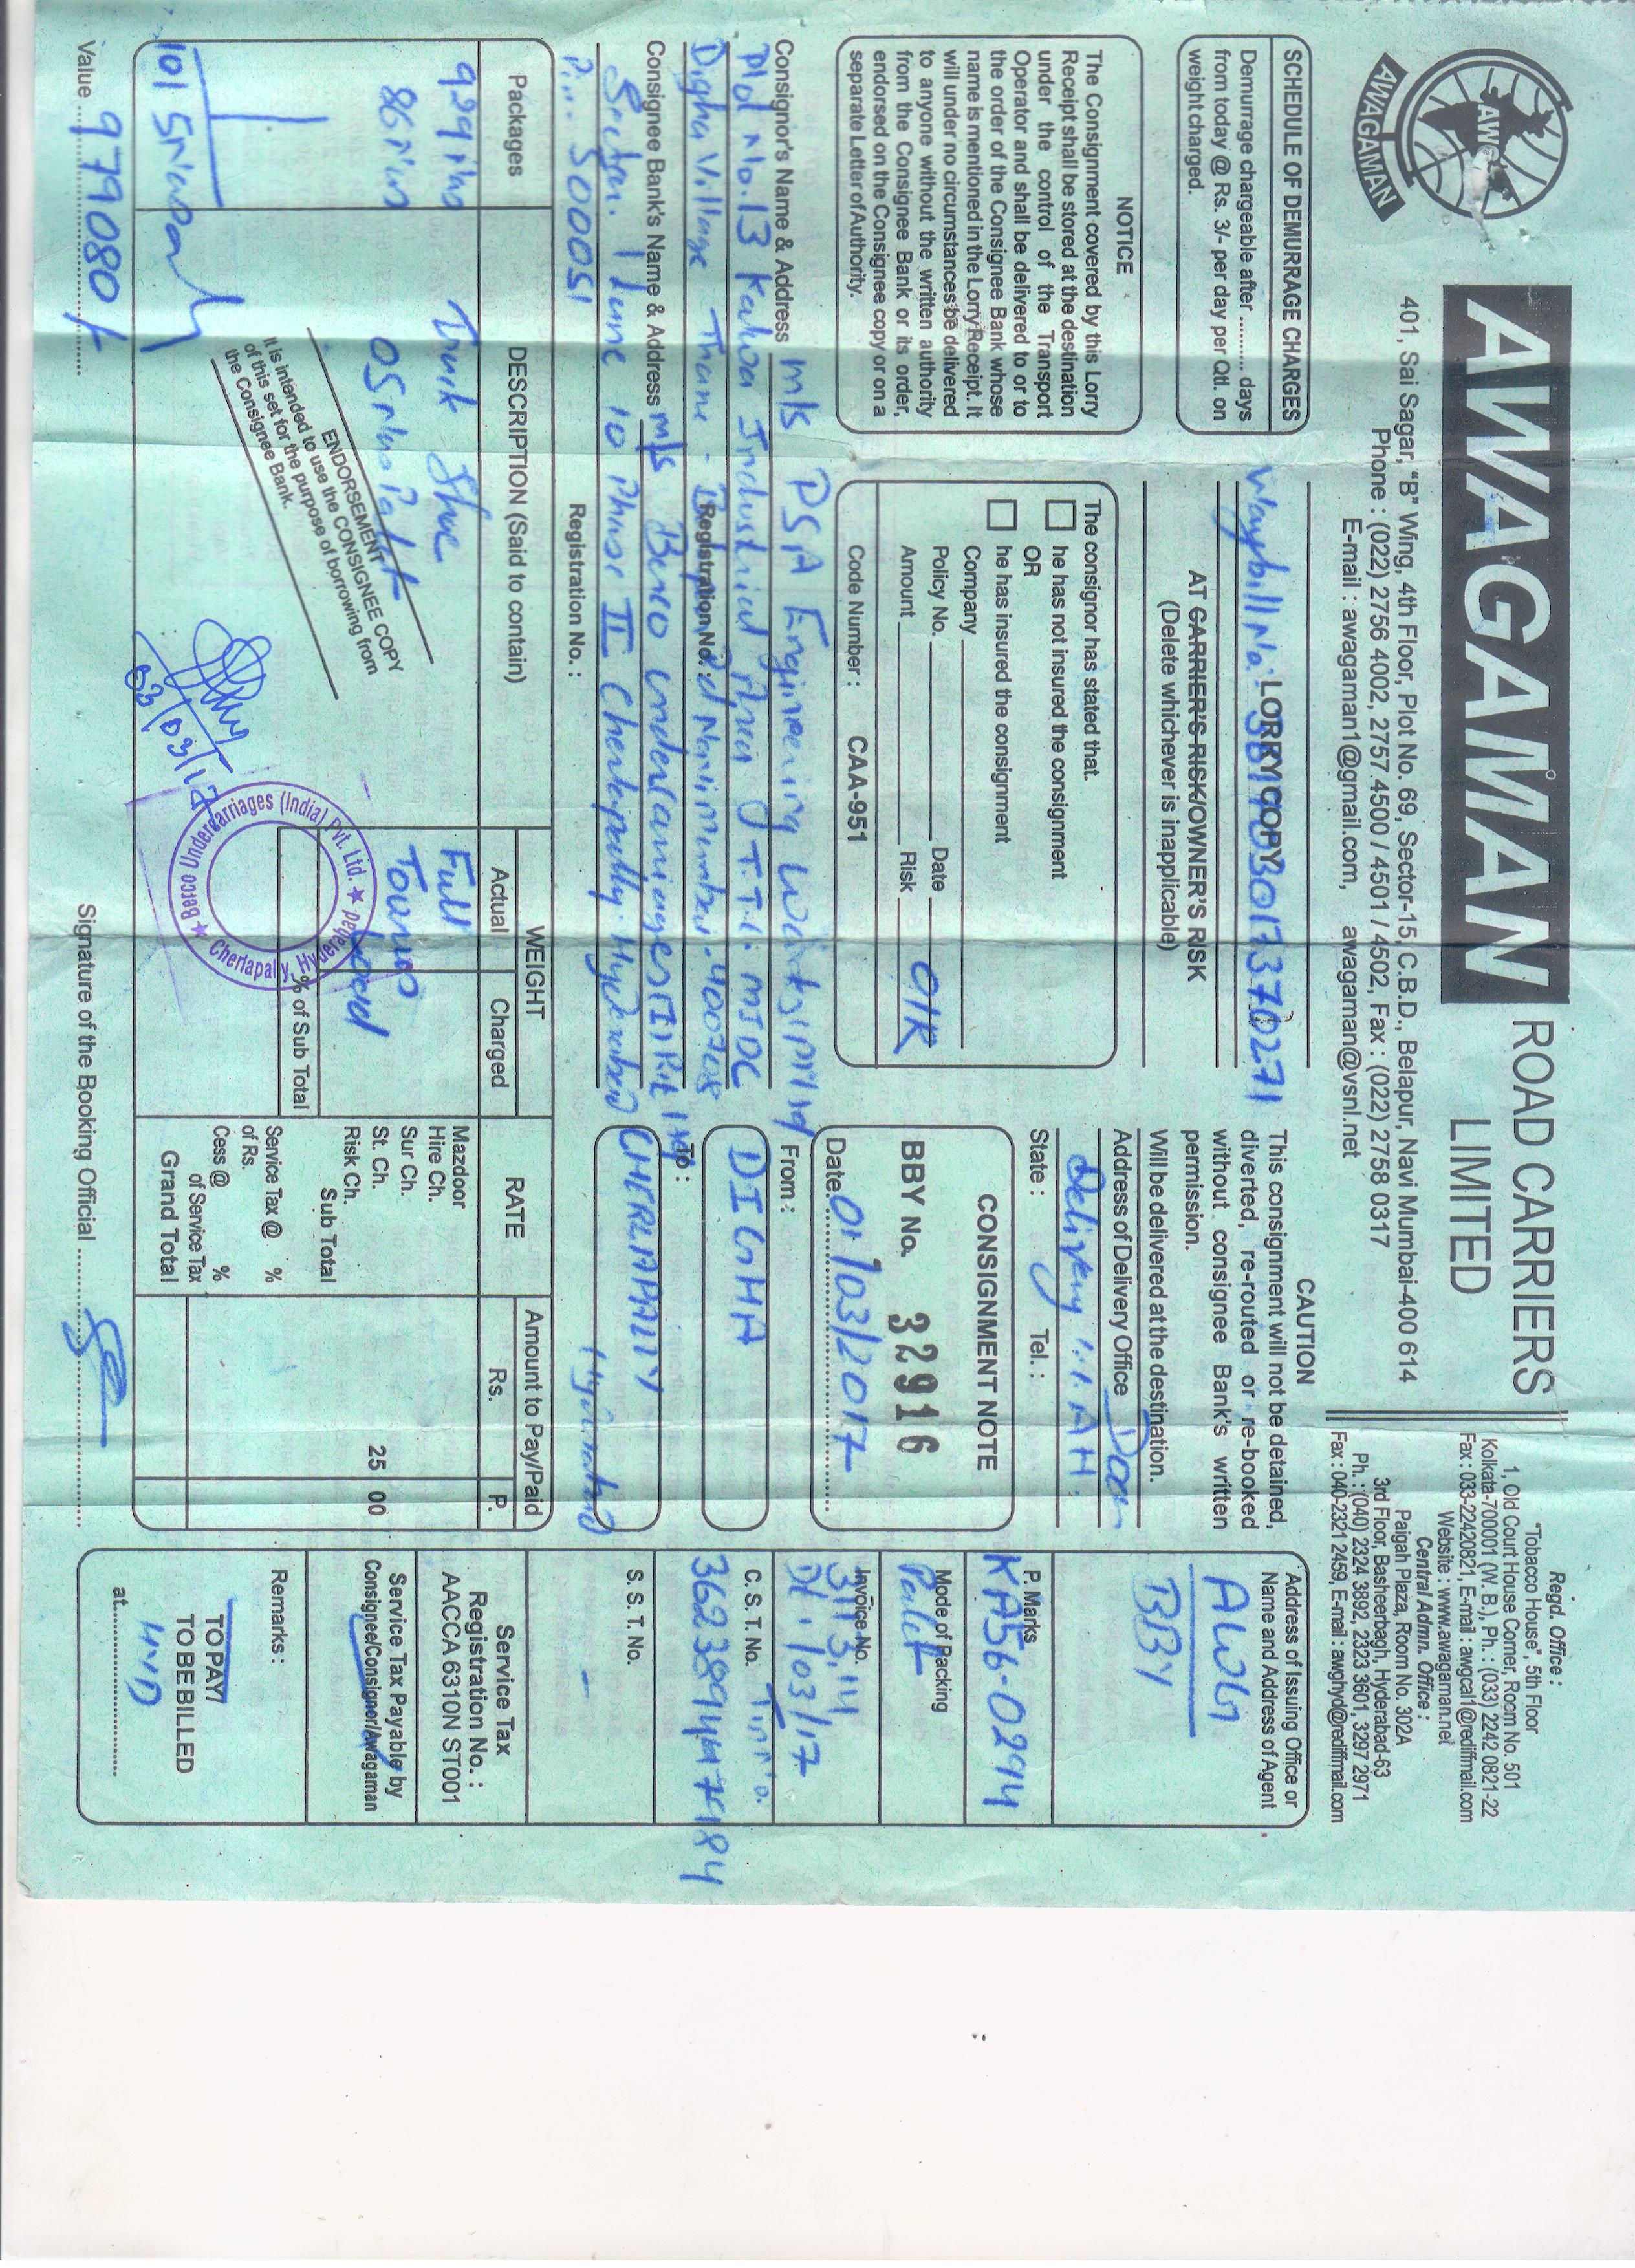 AWAGAMAN ROAD CARRIERS
LIMITED
AWG
AWAGAMAN
401, Sai Sagar, "B" Wing, 4th Floor, Plot No. 69, Sector-15, C.B.D., Belapur, Navi Mumbai-400 614
Phone : (022) 2756 4002, 2757 4500 / 4501 / 4502, Fax : (022) 2758 0317
E-mail : awagaman1@gmail.com, awagaman@vsnl.net
Regd. Office :
"Tobacco House", 5th Floor
1, Old Court House Corner, Room No. 501
Kolkata-700001 (W.B.), Ph. : (033) 2242 0821-22
Fax : 033-22420821, E-mail : awgcal1@rediffmail.com
Website : www.awagaman.net
Central Admn. Office :
Paigah Plaza, Room No. 302A
3rd Floor, Basheerbagh, Hyderabad-63
Ph. : (040) 2324 3892, 2323 3601, 3297 2971
Fax : 040-2321 2459, E-mail : awghyd@rediffmail.com
SCHEDULE OF DEMURRAGE CHARGES
Demurrage chargeable after ......... days
from today @ Rs. 3/- per day per Qtl. on
weight charged.
NOTICE
The Consignment covered by this Lorry
Receipt shall be stored at the destination
under the control of the Transport
Operator and shall be delivered to or to
the order of the Consignee Bank whose
name is mentioned in the Lorry Receipt. It
will under no circumstances be delivered
to anyone without the written authority
from the Consignee Bank or its order,
endorsed on the Consignee copy or on a
separate Letter of Authority.
Waybill No:
LORRY COPY
AT CARRIER'S RISK/OWNER'S RISK
(Delete whichever is inapplicable)
The consignor has stated that.
he has not insured the consignment
OR
he has insured the consignment
Company
Policy No. Date
Amount Risk O/R
Code Number : CAA-951
CAUTION
This consignment will not be detained,
diverted, re-routed or re-booked
without consignee Bank's written
permission.
Will be delivered at the destination.
Address of Delivery Office Door
Delivery
State : Tel. :
CONSIGNMENT NOTE
BBY No. 32916
Date 01/03/2017
From :
DIGHA
To :
CHERLAPALLY
Hyderabad
Address of Issuing Office or
Name and Address of Agent
AWG
BBY
P. Marks
KA56-0294
Mode of Packing
Pallet
Invoice No.
01/03/17
C. S. T. No. Tin No.
S. S. T. No.
-
Service Tax
Registration No. :
AACCA 6310N ST001
Service Tax Payable by
Consignee/Consignor/Awagaman
Remarks :
TO PAY/
TO BE BILLED
at HYD
Consignor's Name & Address M/s PSA Engineering Works (P) Ltd
Plot No. 13 Kalwa Industrial Area T.T.C. MIDC
Digha Village Thane - Navi Mumbai - 400708
Registration No. :
Consignee Bank's Name & Address M/s Berco Undercarriages (I) Pvt Ltd
Sector. 1 Lane 10 Phase II Cherlapally Hyderabad
Pin 500051
Registration No. :
Packages
DESCRIPTION (Said to contain)
WEIGHT
Actual
Charged
RATE
Amount to Pay/Paid
Rs. P.
929 Nos Track Shoe
86 Nos 05 Nos Pallet
Full
Load
Mazdoor
Hire Ch.
Sur Ch.
St. Ch. 25 00
Risk Ch.
Sub Total
% of Sub Total
Service Tax @ %
of Rs.
Cess @ %
of Service Tax
Grand Total
ENDORSEMENT
It is intended to use the CONSIGNEE COPY
of this set for the purpose of borrowing from
the Consignee Bank.
03/03/17
Berco Undercarriages (India) Pvt. Ltd. ★ Cherlapally, Hyderabad ★
Value 979080/-
Signature of the Booking Official